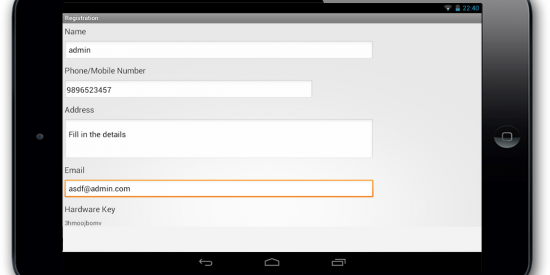 22:40
Registration
Name
admin
Phone/Mobile Number
9896523457
Address
Fill in the details
Email
asdf@admin.com
Hardware Key
3hmoojbomv